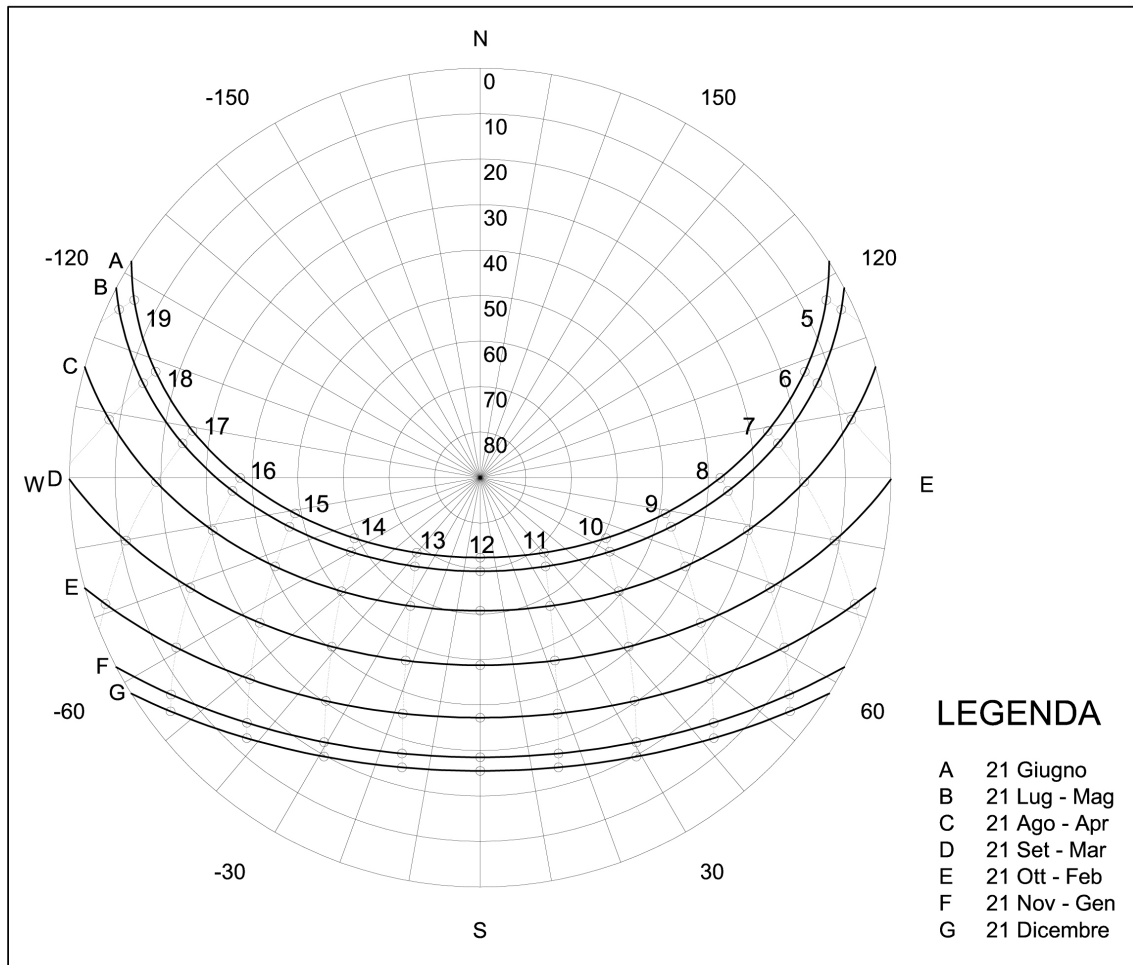 N
0
-150 150
10
20
30
40
-120 A 120
B
50
19 5
60
C 18 6
70
17 7
80
W D 16 8 E
15 9
14 10
13 12 11
E
F
G
-60 60
LEGENDA
A 21 Giugno
B 21 Lug - Mag
C 21 Ago - Apr
D 21 Set - Mar
-30 30
E 21 Ott - Feb
F 21 Nov - Gen
S
G 21 Dicembre